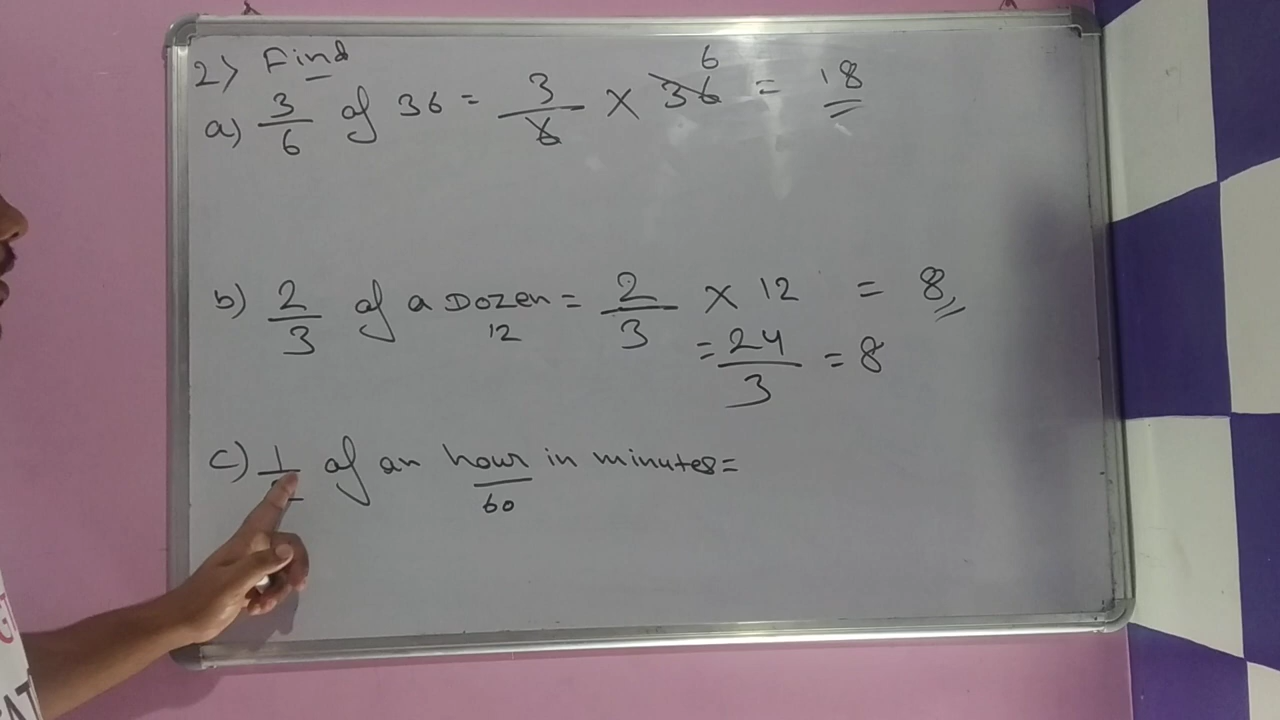 2) Find
a) 3/6 of 36 = 3/6 × 36 6 = 18
b) 2/3 of a Dozen = 2/3 × 12 = 8
12
= 24/3 = 8
c) 1/ of an hour in minutes =
60